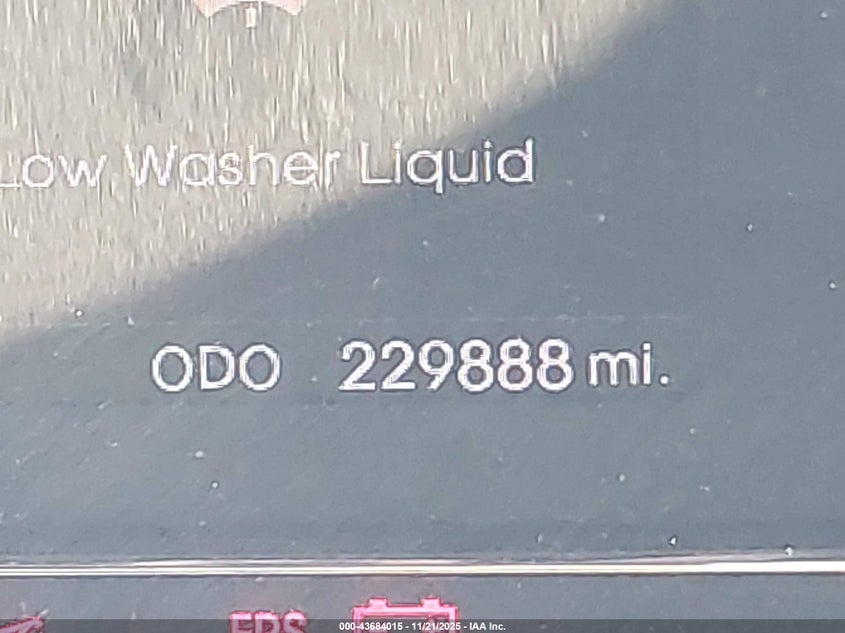 Low Washer Liquid
ODO 229888 mi.
EPS
000-43684015 - 11/21/2025 - IAA Inc.